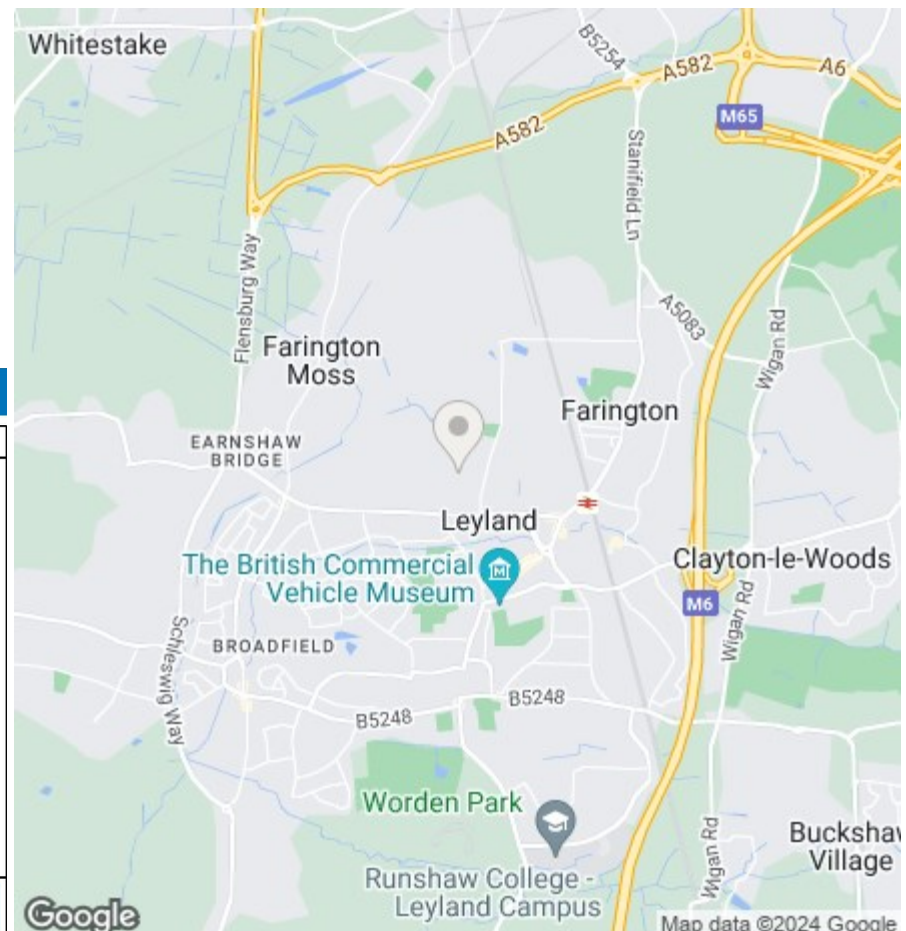 Whitestake
B5254
A582
A6
M65
A582
Stanifield Ln
Flensburg Way
A5083
Wigan Rd
Farington
Moss
Farington
EARNSHAW
BRIDGE
Leyland
The British Commercial
Vehicle Museum
Clayton-le-Woods
M6
Wigan Rd
BROADFIELD
Schleswig Way
B5248
B5248
Worden Park
Wigan Rd
Buckshaw
Village
Runshaw College -
Leyland Campus
Google
Map data ©2024 Google